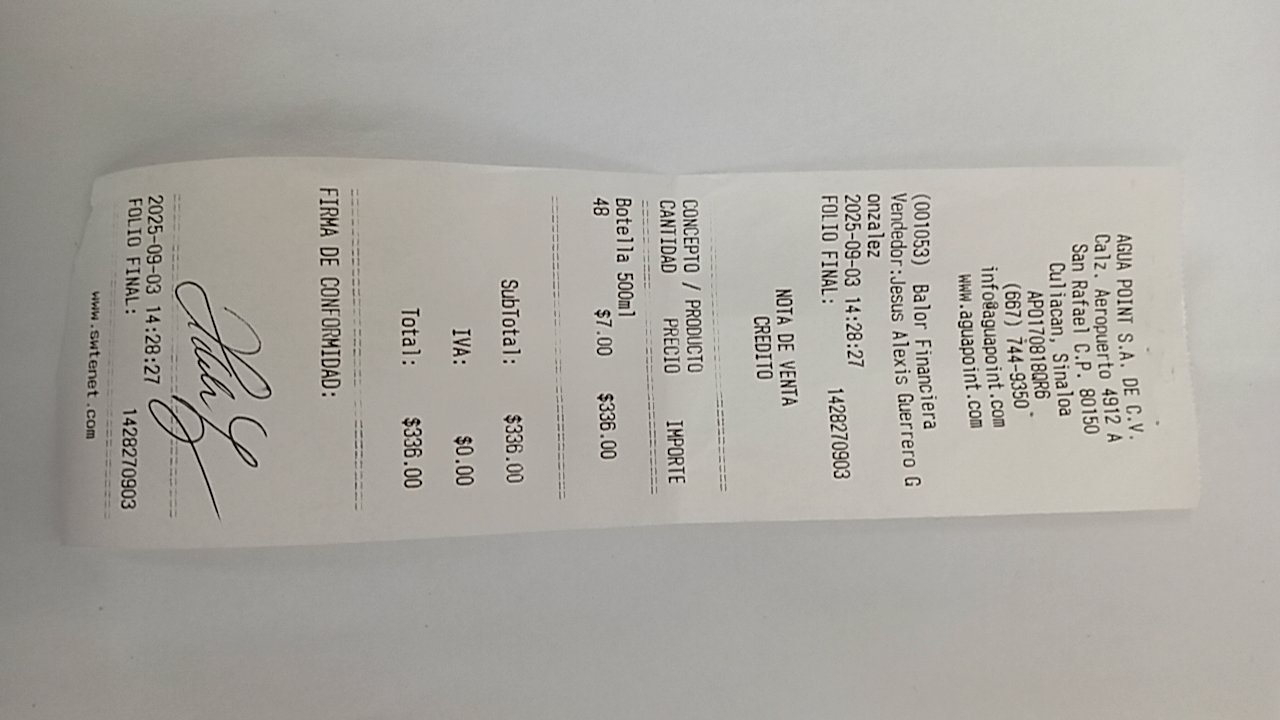 AGUA POINT S.A. DE C.V.
Calz. Aeropuerto 4912 A
San Rafael C.P. 80150
Culiacan, Sinaloa
APO170818QR6
(667) 744-9350
info@aguapoint.com
www.aguapoint.com
(001053) Balor Financiera
Vendedor:Jesus Alexis Guerrero G
onzalez
2025-09-03 14:28:27
FOLIO FINAL: 1428270903
NOTA DE VENTA
CREDITO
CONCEPTO / PRODUCTO
CANTIDAD PRECIO IMPORTE
Botella 500ml
48 $7.00 $336.00
SubTotal: $336.00
IVA: $0.00
Total: $336.00
FIRMA DE CONFORMIDAD:
2025-09-03 14:28:27
FOLIO FINAL: 1428270903
www.swtenet.com